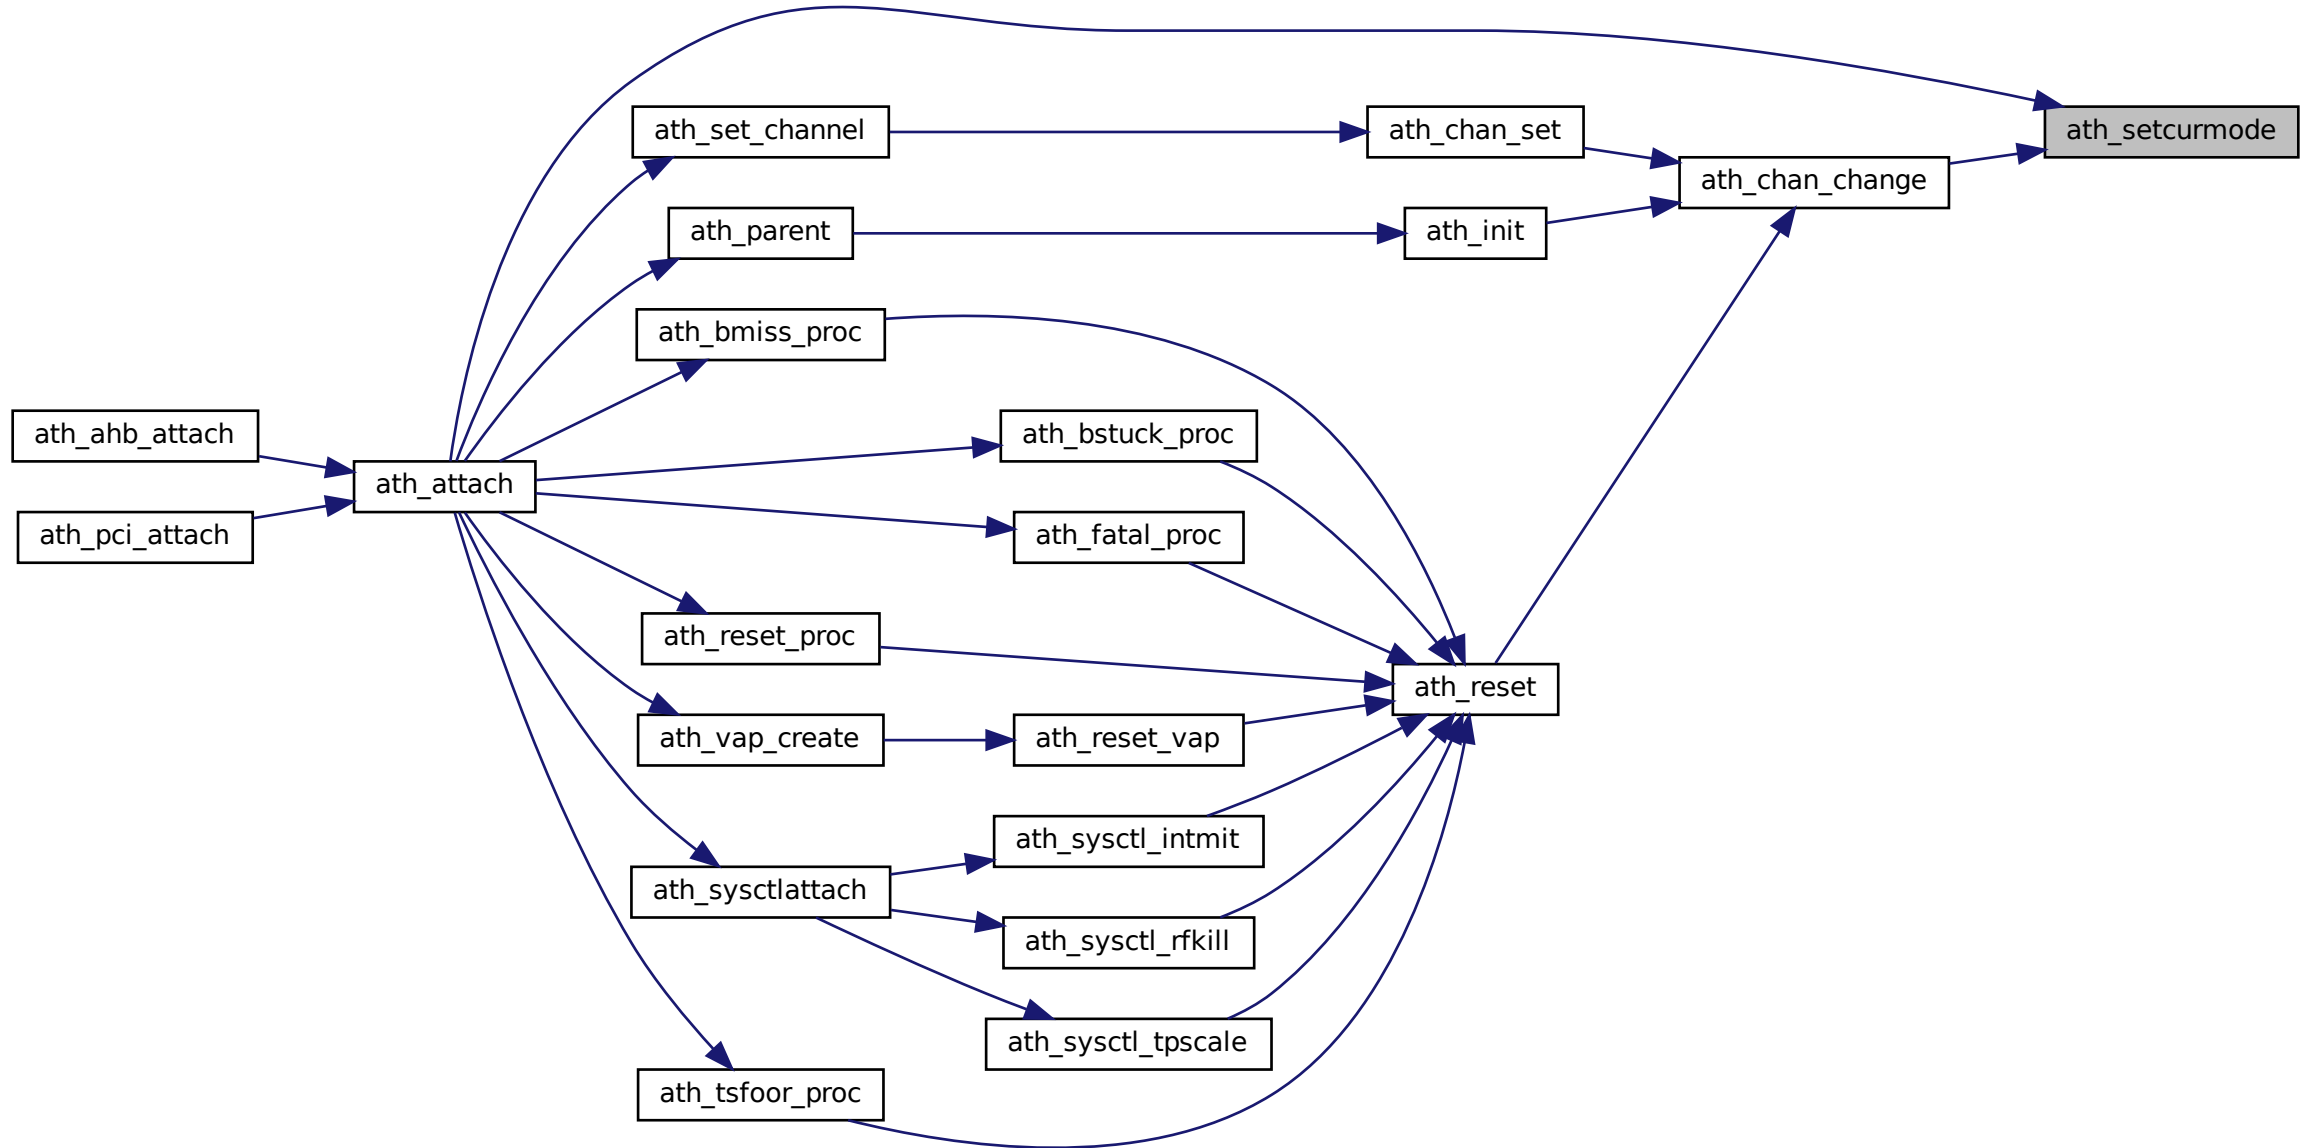 ath_setcurmode
ath_set_channel
ath_chan_set
ath_chan_change
ath_parent
ath_init
ath_bmiss_proc
ath_ahb_attach
ath_bstuck_proc
ath_attach
ath_pci_attach
ath_fatal_proc
ath_reset_proc
ath_reset
ath_vap_create
ath_reset_vap
ath_sysctl_intmit
ath_sysctlattach
ath_sysctl_rfkill
ath_sysctl_tpscale
ath_tsfoor_proc